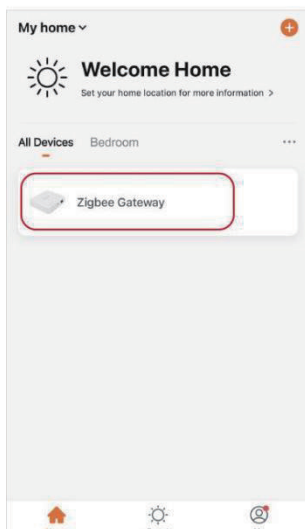 My home
Welcome Home
Set your home location for more information >
All Devices Bedroom ...
Zigbee Gateway